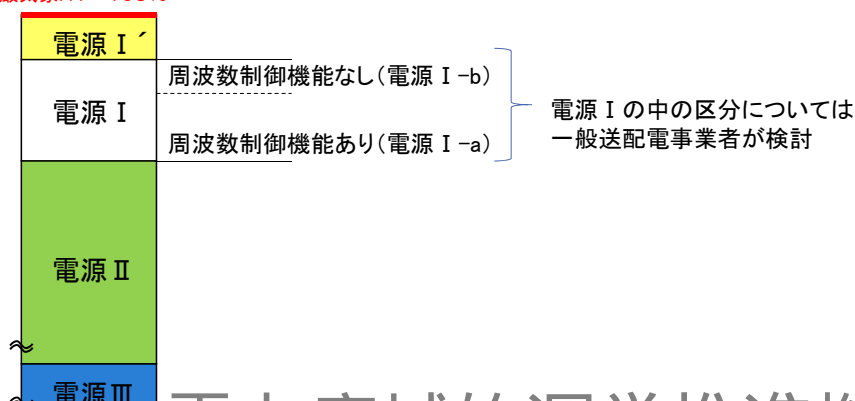 電源Ⅰ´
周波数制御機能なし(電源Ⅰ-b)
電源Ⅰ
周波数制御機能あり(電源Ⅰ-a)
電源Ⅰの中の区分については
一般送配電事業者が検討
電源Ⅱ
電源Ⅲ